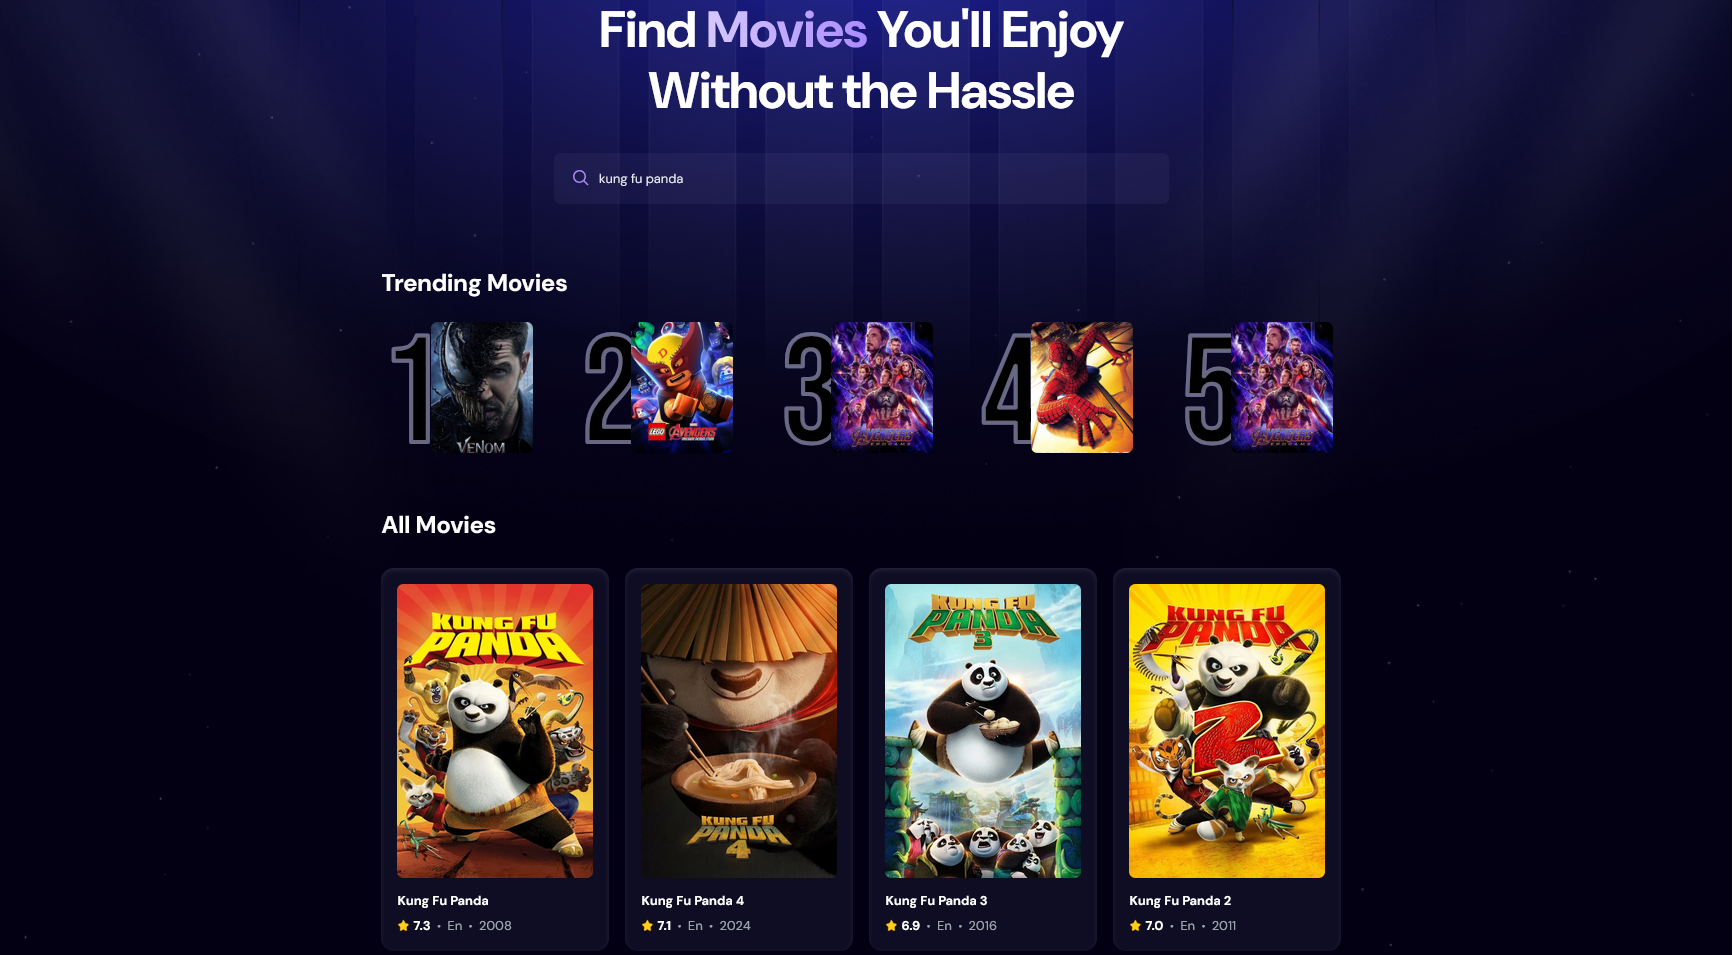 Find Movies You'll Enjoy
Without the Hassle
kung fu panda
Trending Movies
1
VENOM
2
D
LEGO MARVEL AVENGERS
3
AVENGERS
ENDGAME
4
5
AVENGERS
ENDGAME
All Movies
KUNG FU
PANDA
Kung Fu Panda
7.3 • En • 2008
KUNG FU
PANDA
4
Kung Fu Panda 4
7.1 • En • 2024
KUNG FU
PANDA
3
Kung Fu Panda 3
6.9 • En • 2016
KUNG FU
PANDA
2
Kung Fu Panda 2
7.0 • En • 2011